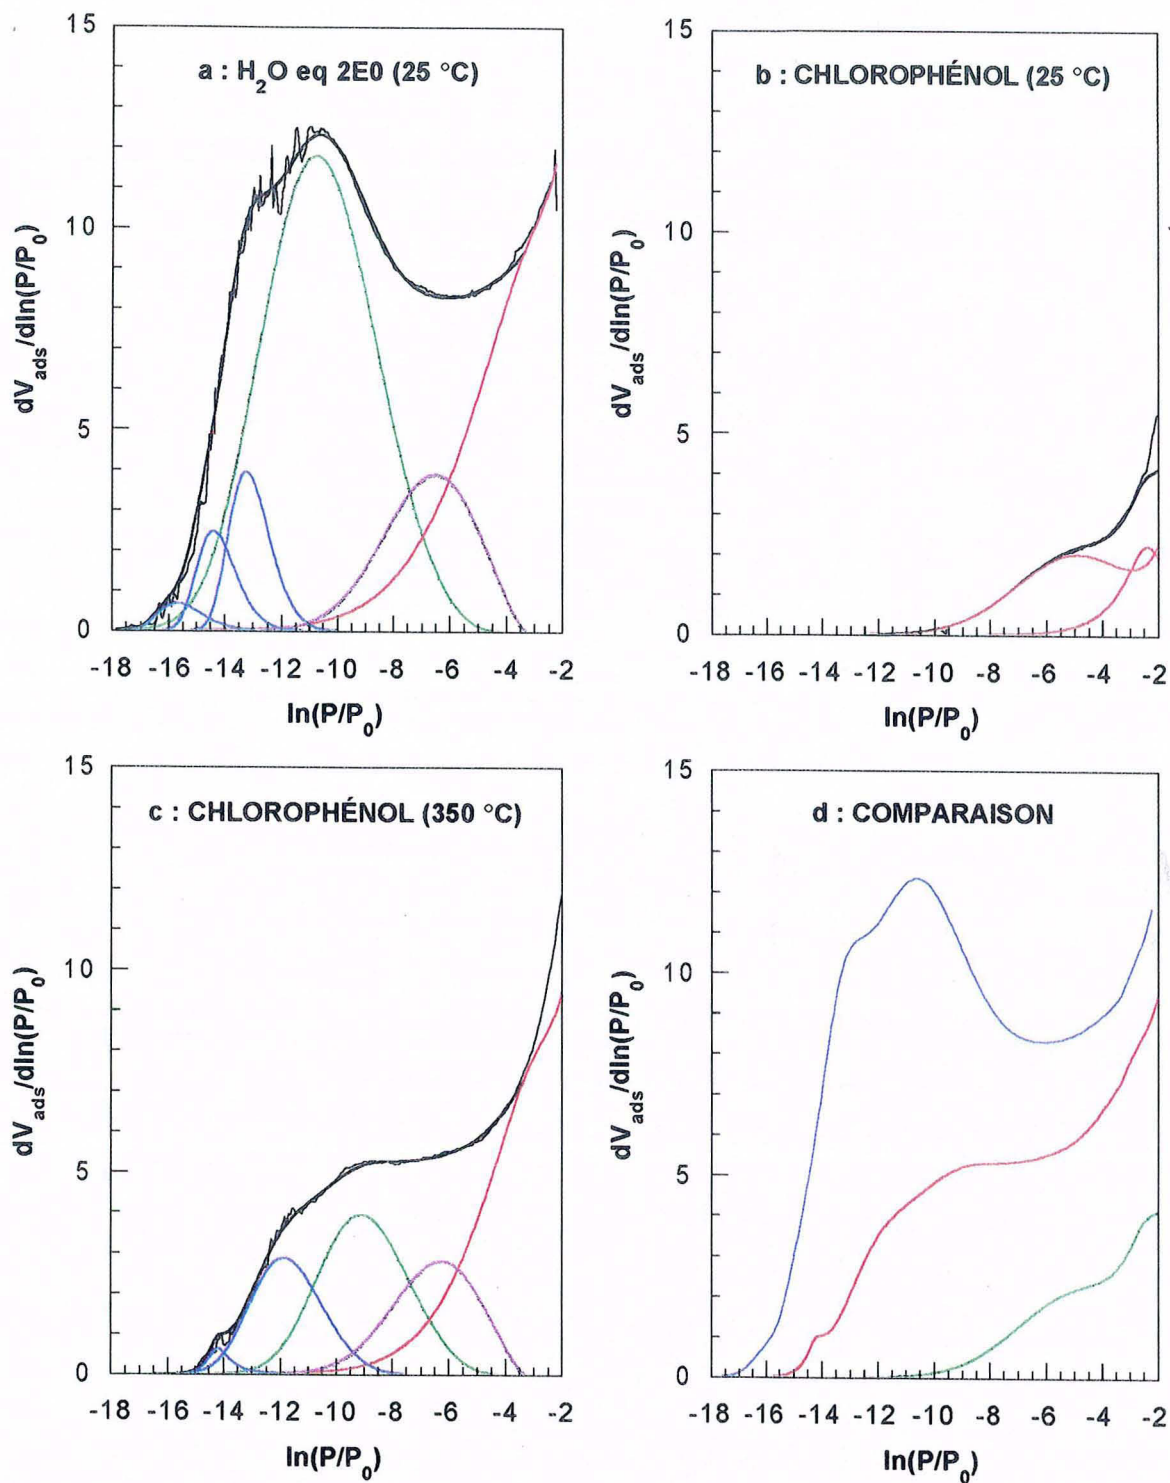 15
a : H₂O eq 2E0 (25 °C)
10
5
0
dV_ads/dln(P/P₀)
-18 -16 -14 -12 -10 -8 -6 -4 -2
ln(P/P₀)
15
b : CHLOROPHÉNOL (25 °C)
10
5
0
dV_ads/dln(P/P₀)
-18 -16 -14 -12 -10 -8 -6 -4 -2
ln(P/P₀)
15
c : CHLOROPHÉNOL (350 °C)
10
5
0
dV_ads/dln(P/P₀)
-18 -16 -14 -12 -10 -8 -6 -4 -2
ln(P/P₀)
15
d : COMPARAISON
10
5
0
dV_ads/dln(P/P₀)
-18 -16 -14 -12 -10 -8 -6 -4 -2
ln(P/P₀)